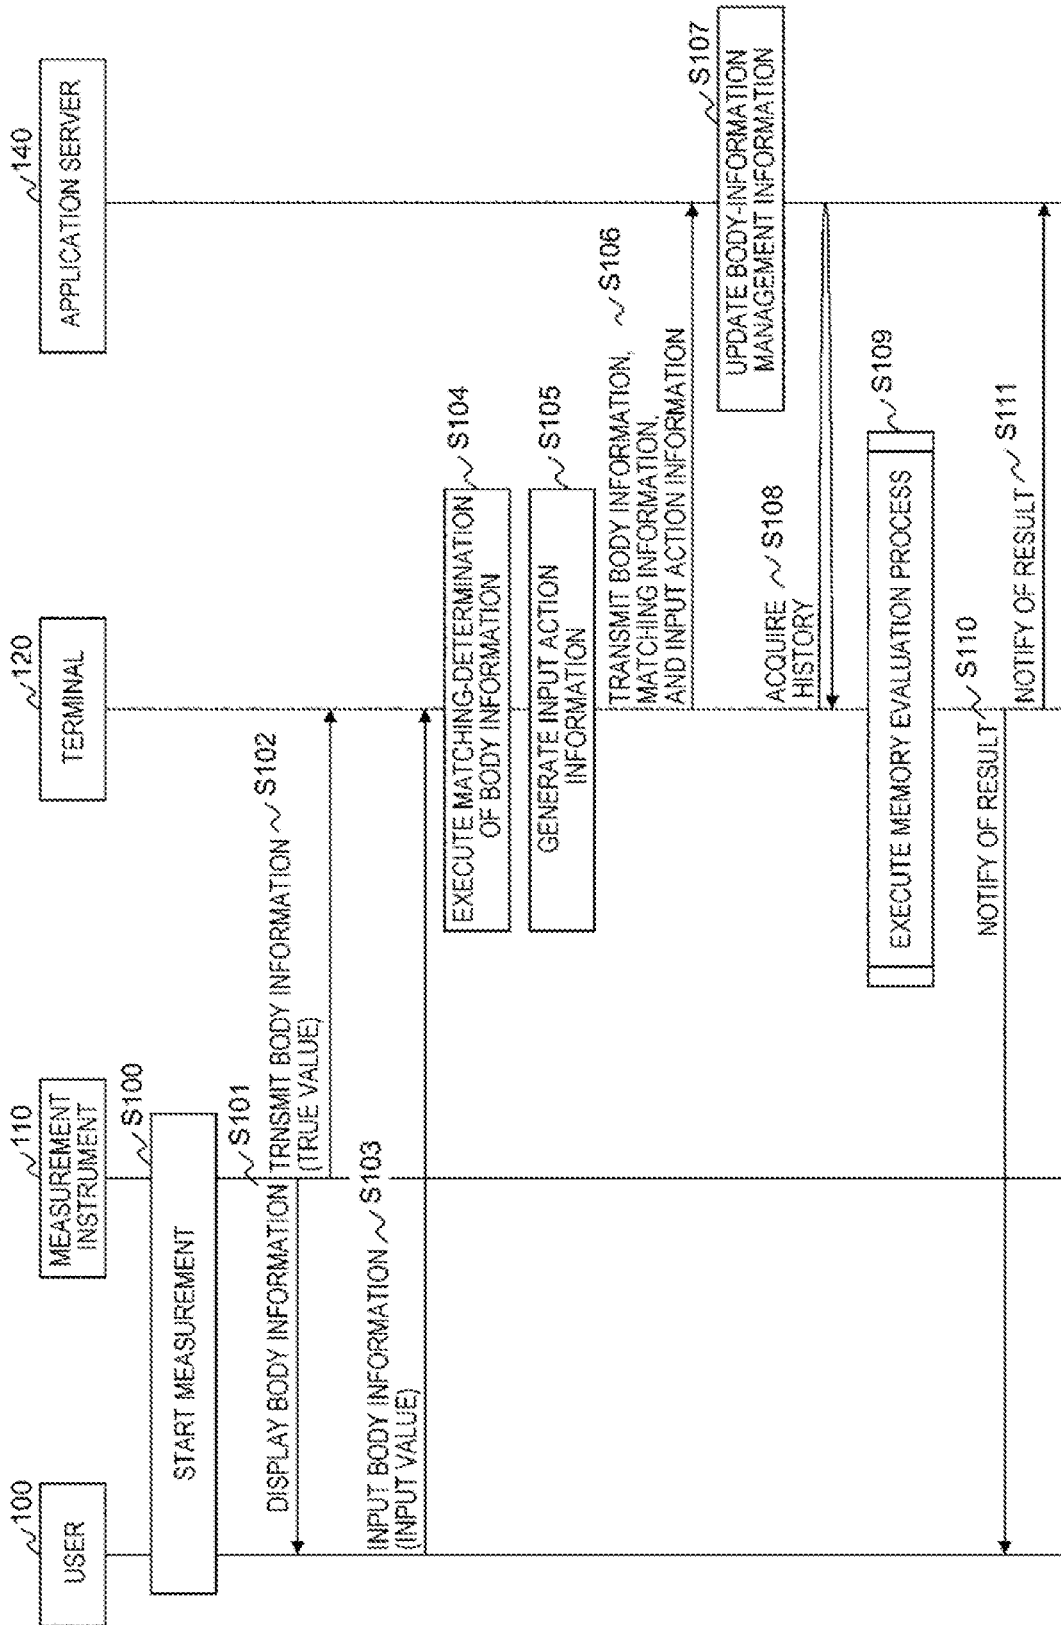 100
USER
110
MEASUREMENT
INSTRUMENT
120
TERMINAL
140
APPLICATION SERVER
S100
START MEASUREMENT
S101
DISPLAY BODY INFORMATION
TRNSMIT BODY INFORMATION
(TRUE VALUE)
S102
INPUT BODY INFORMATION
(INPUT VALUE)
S103
EXECUTE MATCHING-DETERMINATION
OF BODY INFORMATION
S104
GENERATE INPUT ACTION
INFORMATION
S105
TRANSMIT BODY INFORMATION,
MATCHING INFORMATION,
AND INPUT ACTION INFORMATION
S106
S107
UPDATE BODY-INFORMATION
MANAGEMENT INFORMATION
ACQUIRE
HISTORY
S108
S109
EXECUTE MEMORY EVALUATION PROCESS
NOTIFY OF RESULT
S110
NOTIFY OF RESULT
S111